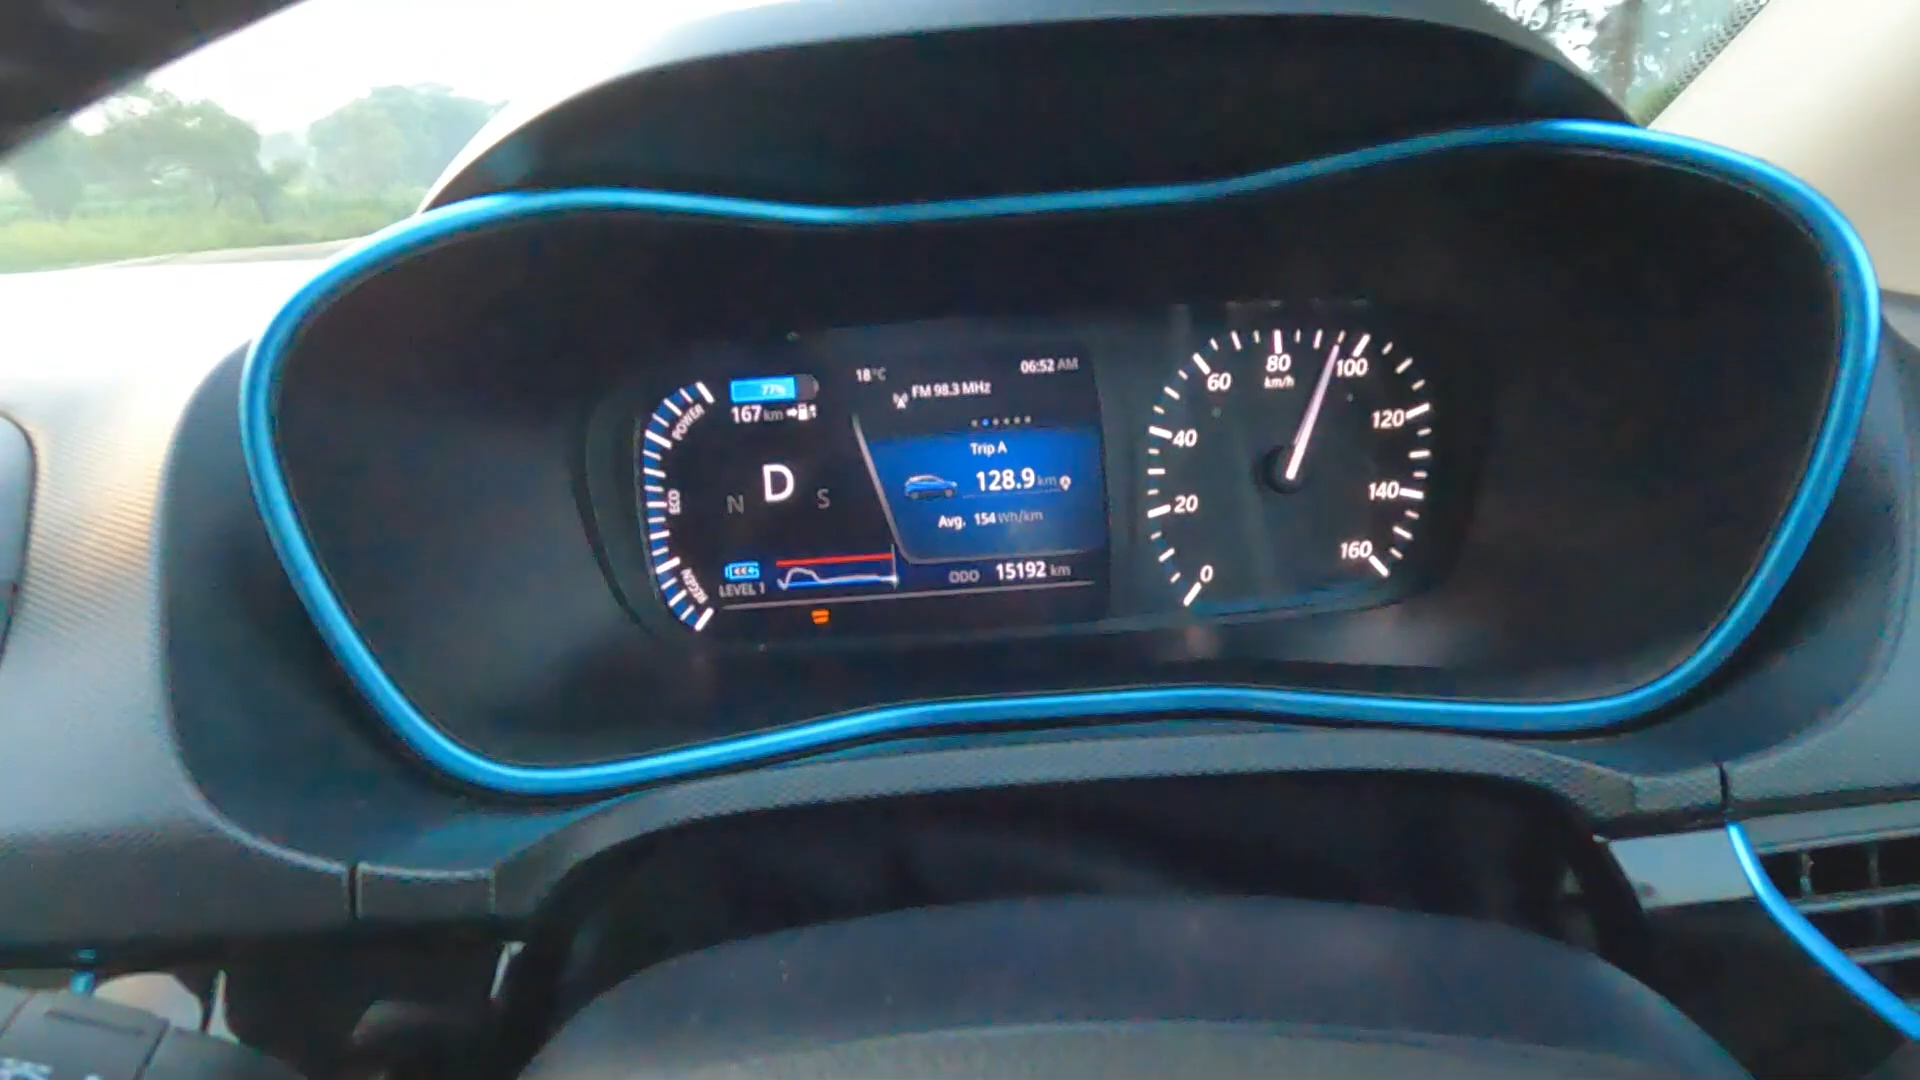 POWER
ECO
REGEN
77%
167 km
18°C
06:52 AM
FM 98.3 MHz
N D S
Trip A
128.9 km
Avg. 154 Wh/km
LEVEL 1
ODO 15192 km
0
20
40
60
80
km/h
100
120
140
160